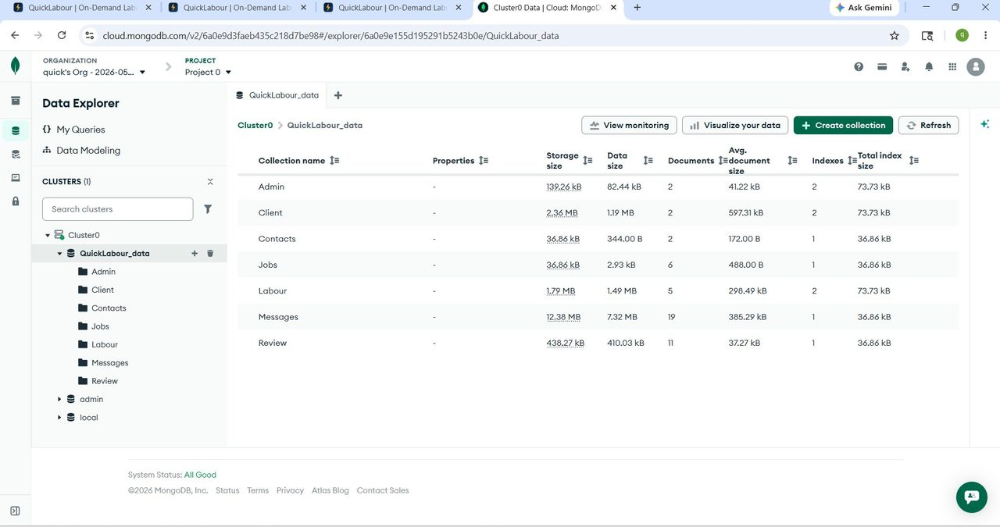 QuickLabour | On-Demand Lab
QuickLabour | On-Demand Lab
QuickLabour | On-Demand Lab
Cluster0 Data | Cloud: MongoD
Ask Gemini
cloud.mongodb.com/v2/6a0e9d3faeb435c218d7be98#/explorer/6a0e9e155d195291b5243b0e/QuickLabour_data
q
ORGANIZATION
quick's Org - 2026-05...
PROJECT
Project 0
Data Explorer
My Queries
Data Modeling
CLUSTERS (1)
Search clusters
Cluster0
QuickLabour_data
Admin
Client
Contacts
Jobs
Labour
Messages
Review
admin
local
QuickLabour_data
Cluster0 > QuickLabour_data
View monitoring
Visualize your data
Create collection
Refresh
Collection name Properties Storage size Data size Documents Avg. document size Indexes Total index size
Admin - 139.26 kB 82.44 kB 2 41.22 kB 2 73.73 kB
Client - 2.36 MB 1.19 MB 2 597.31 kB 2 73.73 kB
Contacts - 36.86 kB 344.00 B 2 172.00 B 1 36.86 kB
Jobs - 36.86 kB 2.93 kB 6 488.00 B 1 36.86 kB
Labour - 1.79 MB 1.49 MB 5 298.49 kB 2 73.73 kB
Messages - 12.38 MB 7.32 MB 19 385.29 kB 1 36.86 kB
Review - 438.27 kB 410.03 kB 11 37.27 kB 1 36.86 kB
System Status: All Good
©2026 MongoDB, Inc. Status Terms Privacy Atlas Blog Contact Sales